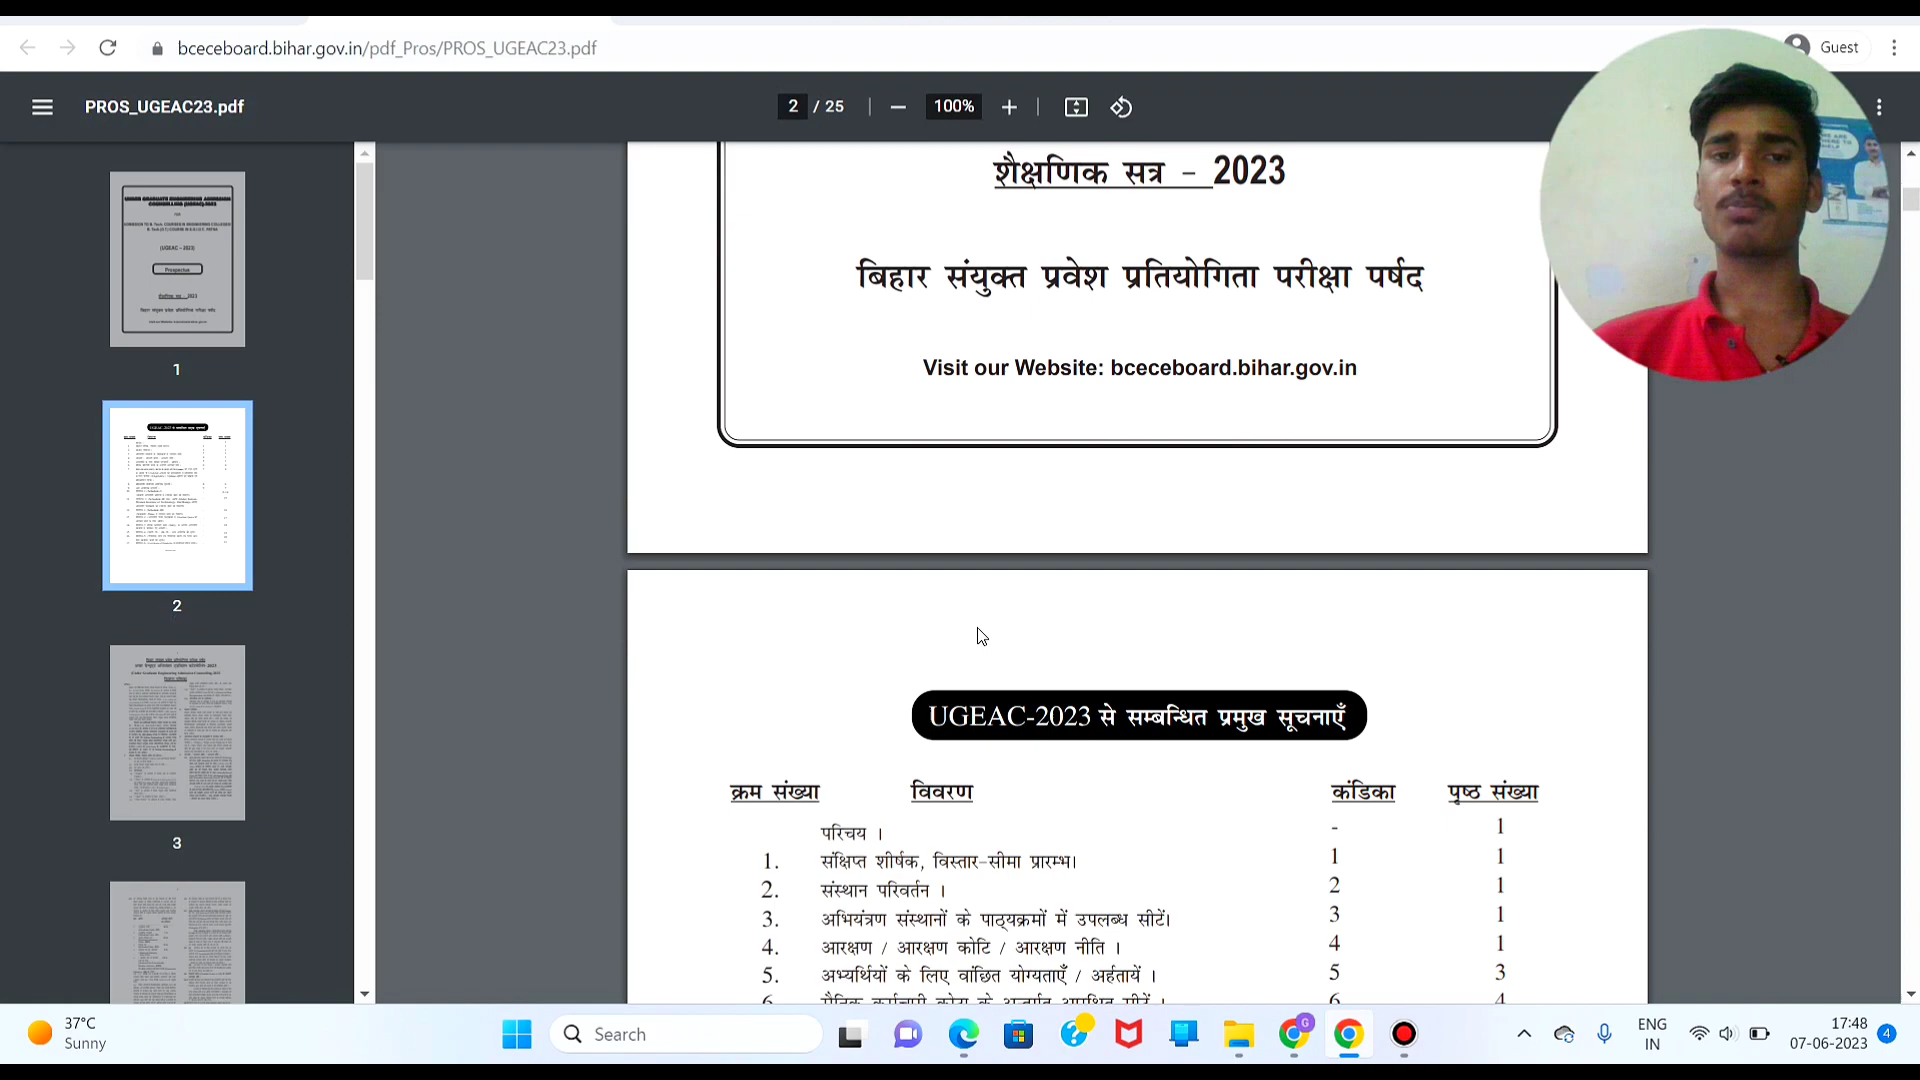 bceceboard.bihar.gov.in/pdf_Pros/PROS_UGEAC23.pdf
Guest
PROS_UGEAC23.pdf
2 / 25
100%
शैक्षणिक सत्र - 2023
बिहार संयुक्त प्रवेश प्रतियोगिता परीक्षा पर्षद
Visit our Website: bceceboard.bihar.gov.in
1
2
3
UGEAC-2023 से सम्बन्धित प्रमुख सूचनाएँ
क्रम संख्या विवरण कंडिका पृष्ठ संख्या
परिचय । - 1
1. संक्षिप्त शीर्षक, विस्तार-सीमा प्रारम्भ। 1 1
2. संस्थान परिवर्तन । 2 1
3. अभियंत्रण संस्थानों के पाठ्यक्रमों में उपलब्ध सीटें। 3 1
4. आरक्षण / आरक्षण कोटि / आरक्षण नीति । 4 1
5. अभ्यर्थियों के लिए वांछित योग्यताएँ / अर्हतायें । 5 3
37°C
Sunny
Search
ENG
IN
17:48
07-06-2023
4